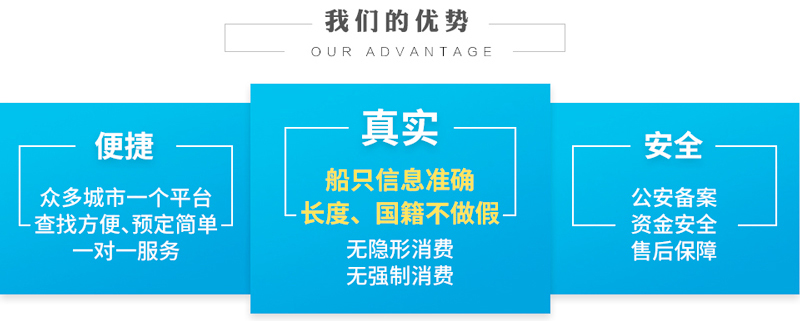 我们的优势
OUR ADVANTAGE
便捷
众多城市一个平台
查找方便、预定简单
一对一服务
真实
船只信息准确
长度、国籍不做假
无隐形消费
无强制消费
安全
公安备案
资金安全
售后保障